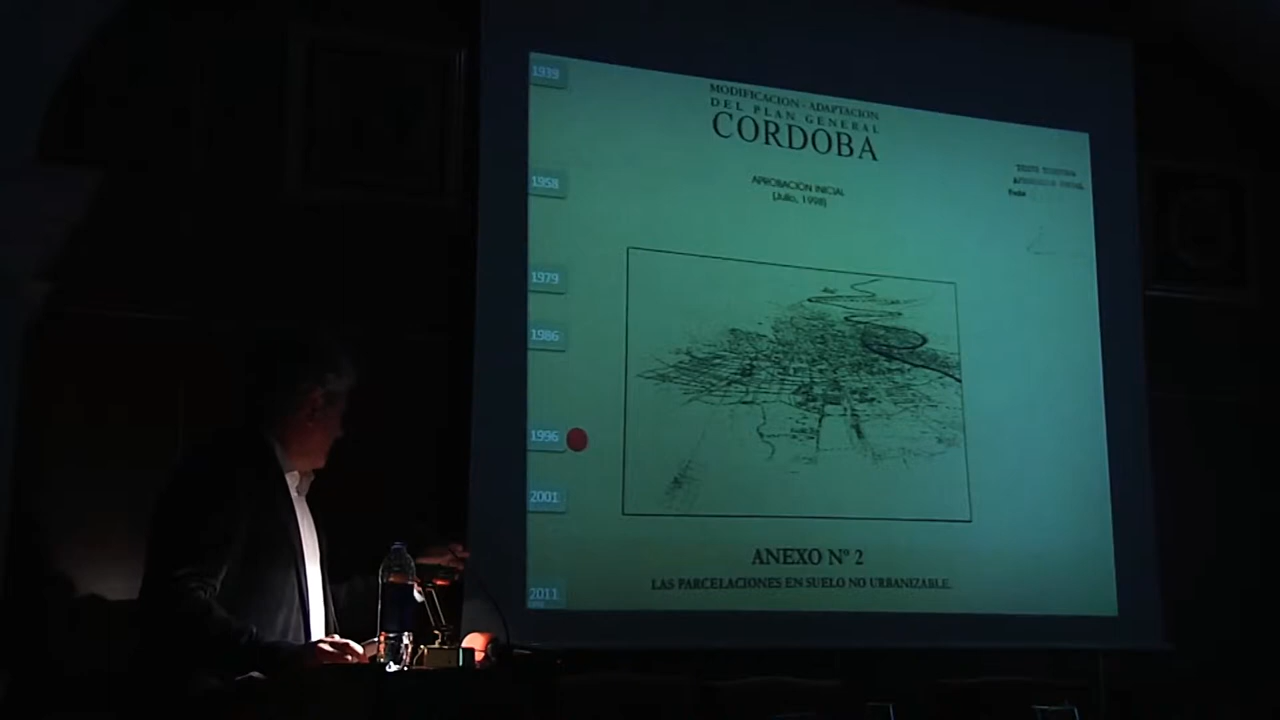 1939
1958
1979
1986
1996
2001
2011
MODIFICACION - ADAPTACION
DEL PLAN GENERAL
CORDOBA
APROBACION INICIAL
(Julio, 1998)
ANEXO Nº 2
LAS PARCELACIONES EN SUELO NO URBANIZABLE.